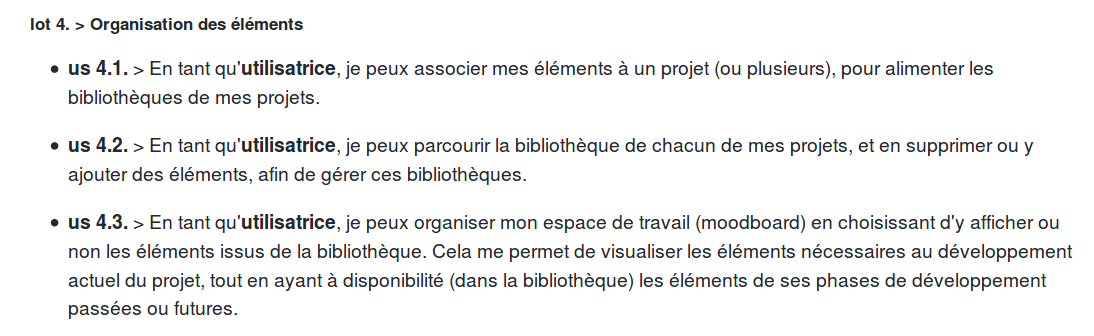 lot 4. > Organisation des éléments
• us 4.1. > En tant qu'utilisatrice, je peux associer mes éléments à un projet (ou plusieurs), pour alimenter les
bibliothèques de mes projets.
• us 4.2. > En tant qu'utilisatrice, je peux parcourir la bibliothèque de chacun de mes projets, et en supprimer ou y
ajouter des éléments, afin de gérer ces bibliothèques.
• us 4.3. > En tant qu'utilisatrice, je peux organiser mon espace de travail (moodboard) en choisissant d'y afficher ou
non les éléments issus de la bibliothèque. Cela me permet de visualiser les éléments nécessaires au développement
actuel du projet, tout en ayant à disponibilité (dans la bibliothèque) les éléments de ses phases de développement
passées ou futures.